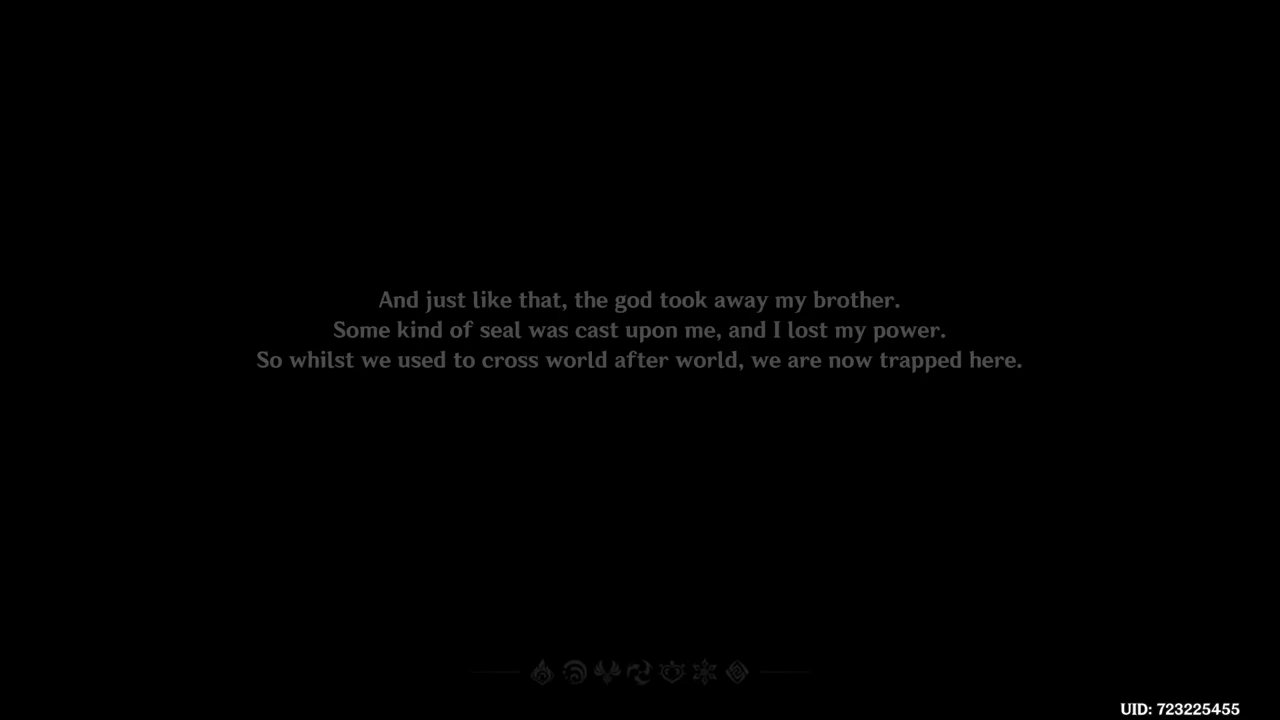 And just like that, the god took away my brother.
Some kind of seal was cast upon me, and I lost my power.
So whilst we used to cross world after world, we are now trapped here.
UID: 723225455